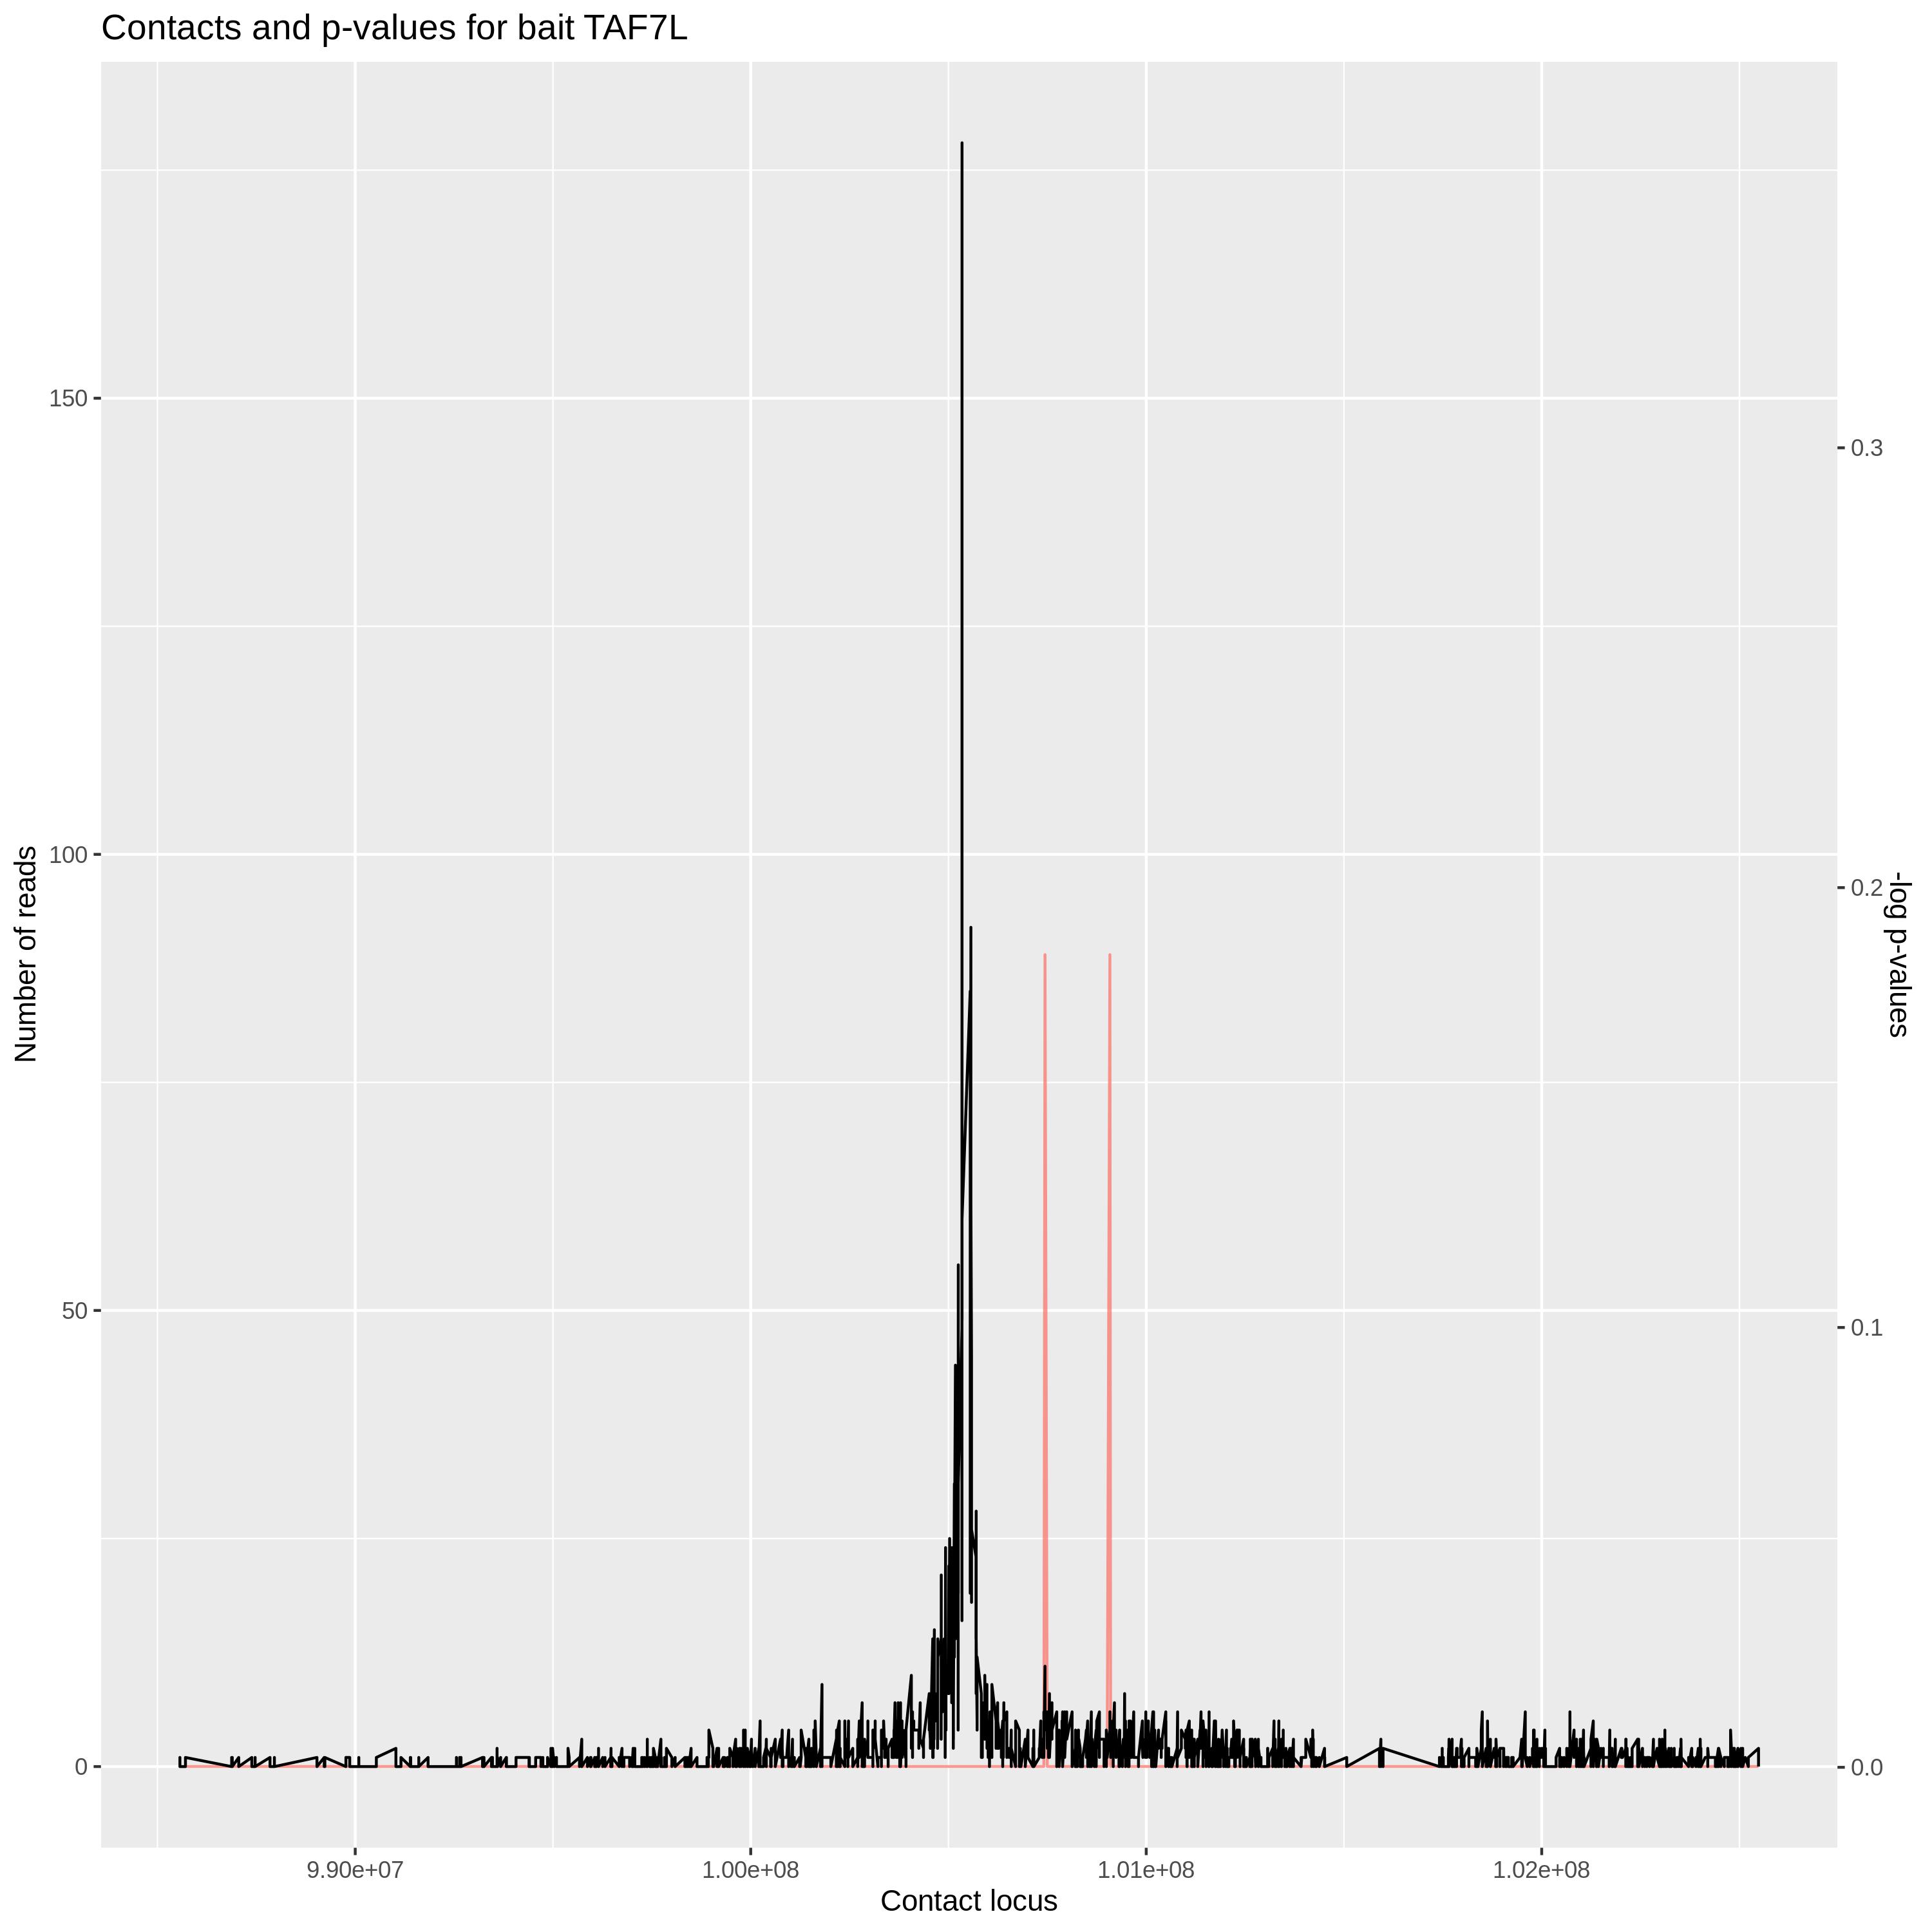 Contacts and p-values for bait TAF7L
Number of reads
150
100
50
0
0.3
0.2
0.1
0.0
-log p-values
9.90e+07 1.00e+08 1.01e+08 1.02e+08
Contact locus